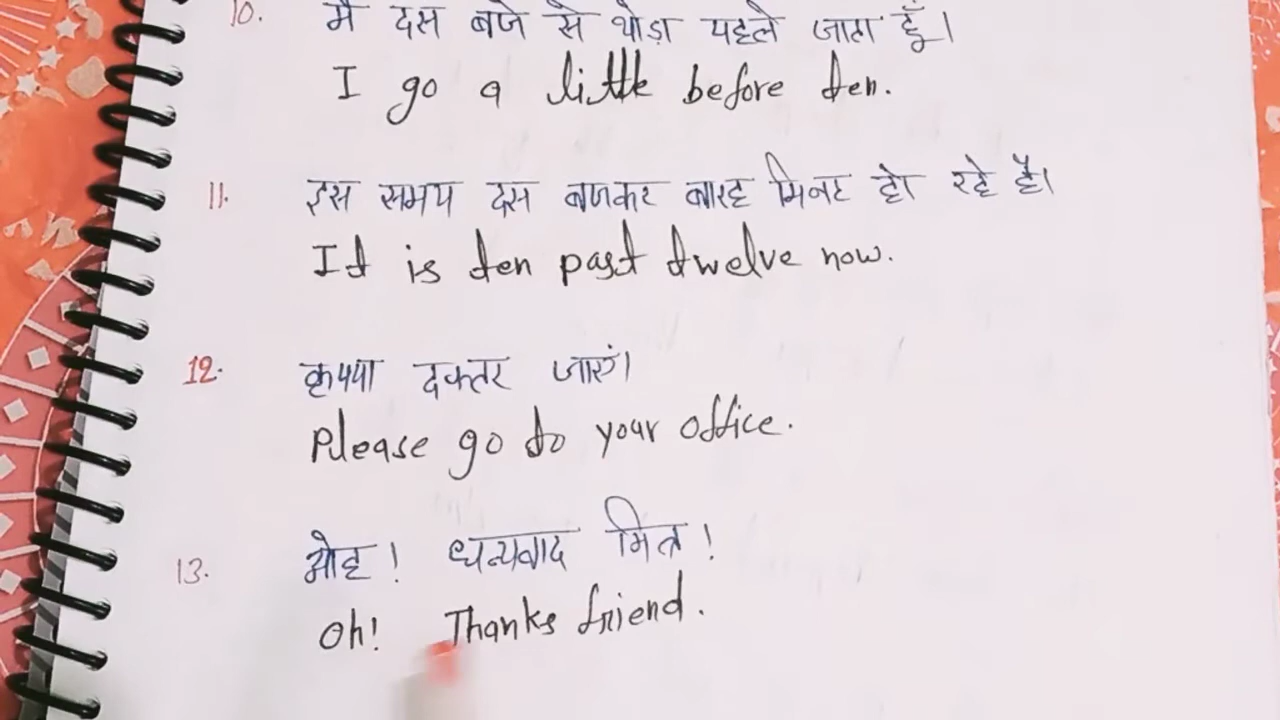 10. मैं दस बजे से थोड़ा पहले जाता हूँ।
I go a little before ten.
11. इस समय दस बजकर बारह मिनट हो रहे है।
It is ten past twelve now.
12. कृपया दफ्तर जाएं।
Please go to your office.
13. ओह! धन्यवाद मित्र!
Oh! Thanks friend.